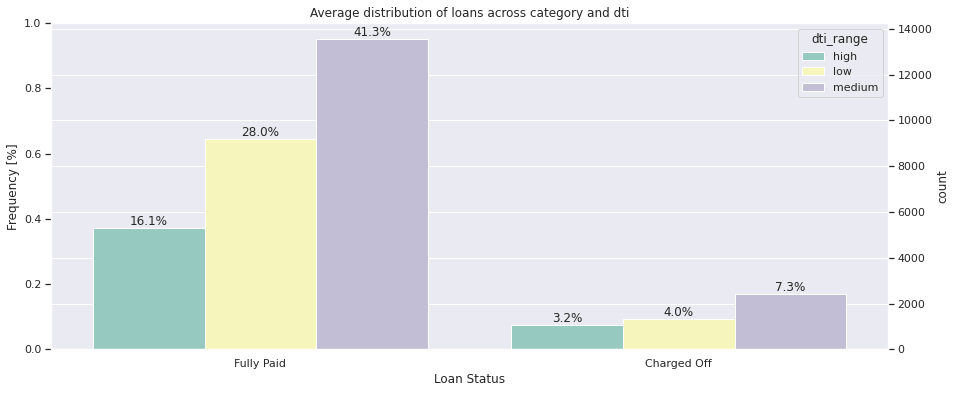 Average distribution of loans across category and dti
Frequency [%]
1.0
0.8
0.6
0.4
0.2
0.0
16.1%
28.0%
41.3%
3.2%
4.0%
7.3%
dti_range
high
low
medium
14000
12000
10000
8000
6000
4000
2000
0
count
Fully Paid
Charged Off
Loan Status